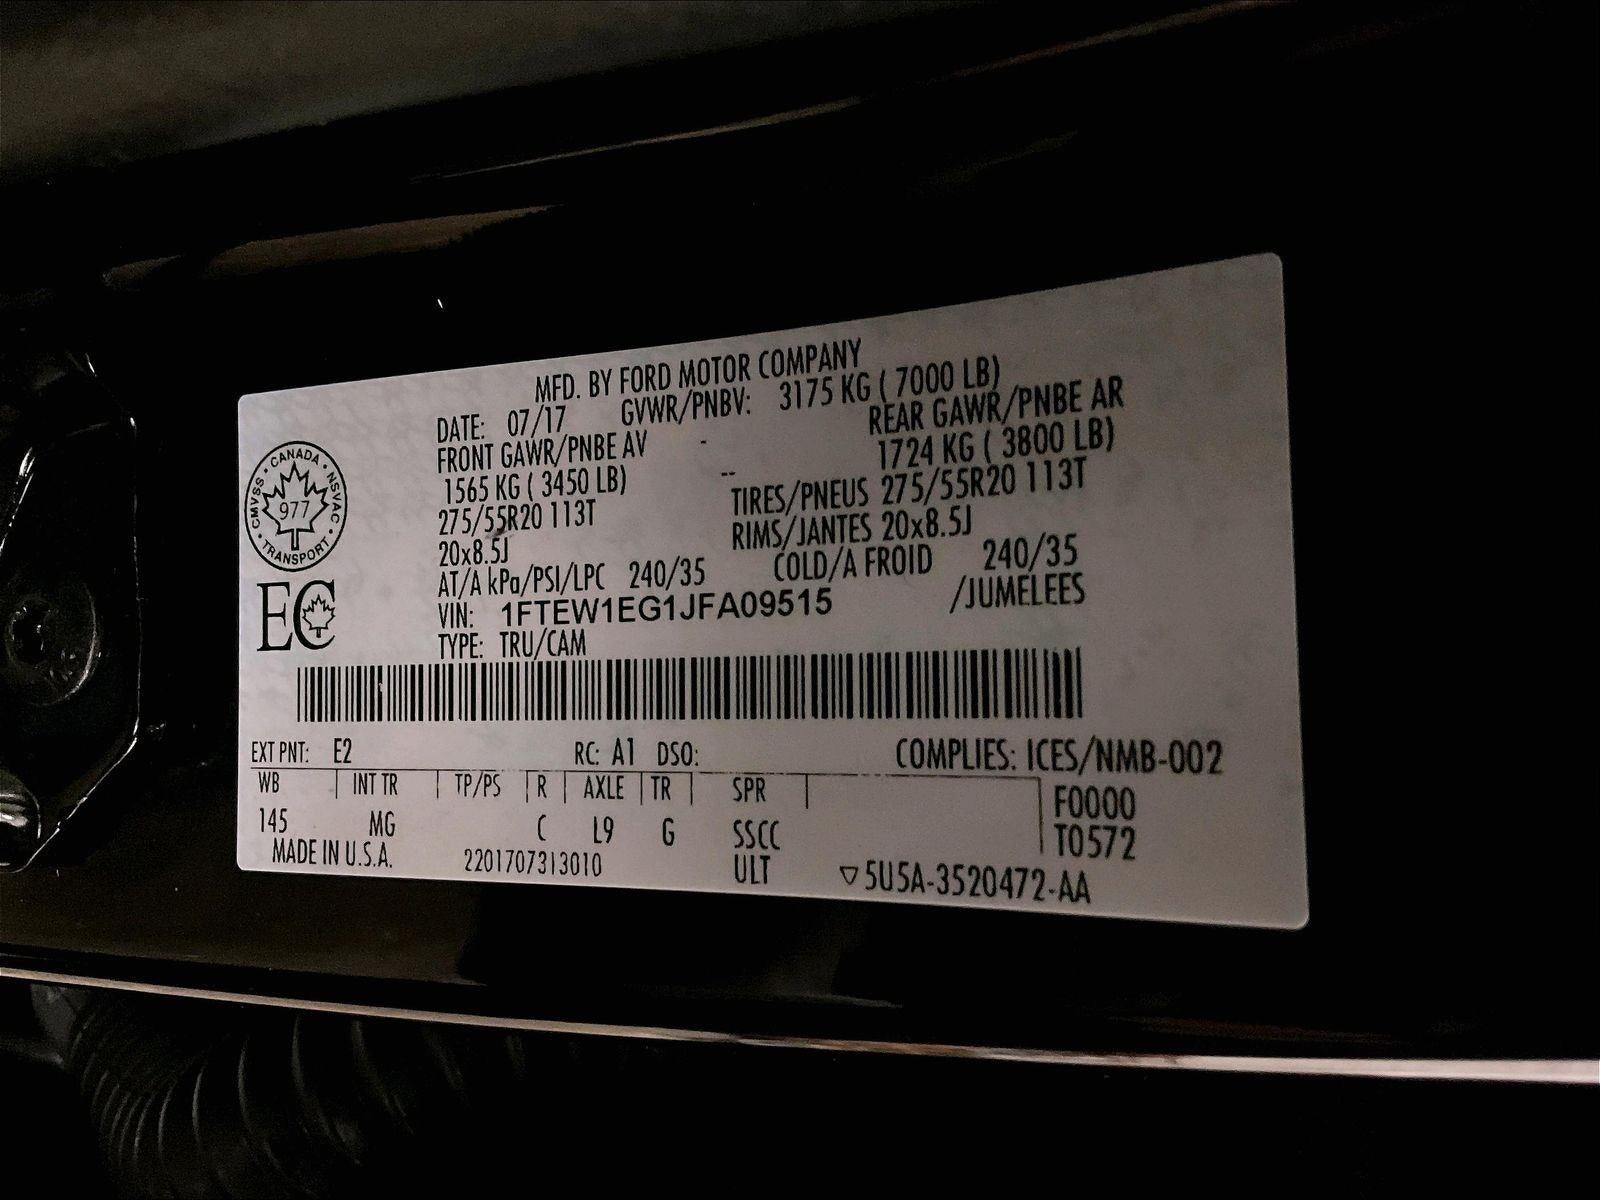 MFD. BY FORD MOTOR COMPANY
DATE: 07/17 GVWR/PNBV: 3175 KG ( 7000 LB)
FRONT GAWR/PNBE AV - REAR GAWR/PNBE AR
1565 KG ( 3450 LB) -- 1724 KG ( 3800 LB)
275/55R20 113T TIRES/PNEUS 275/55R20 113T
20x8.5J RIMS/JANTES 20x8.5J
AT/A kPa/PSI/LPC 240/35 COLD/A FROID 240/35
VIN: 1FTEW1EG1JFA09515 /JUMELEES
TYPE: TRU/CAM
CANADA · NSVAC · TRANSPORT · CMVSS ·
977
EC
EXT PNT: E2 RC: A1 DSO: COMPLIES: ICES/NMB-002
WB | INT TR | TP/PS | R | AXLE | TR | SPR | F0000
145 MG C L9 G SSCC T0572
MADE IN U.S.A. 2201707313010 ULT ▽5U5A-3520472-AA